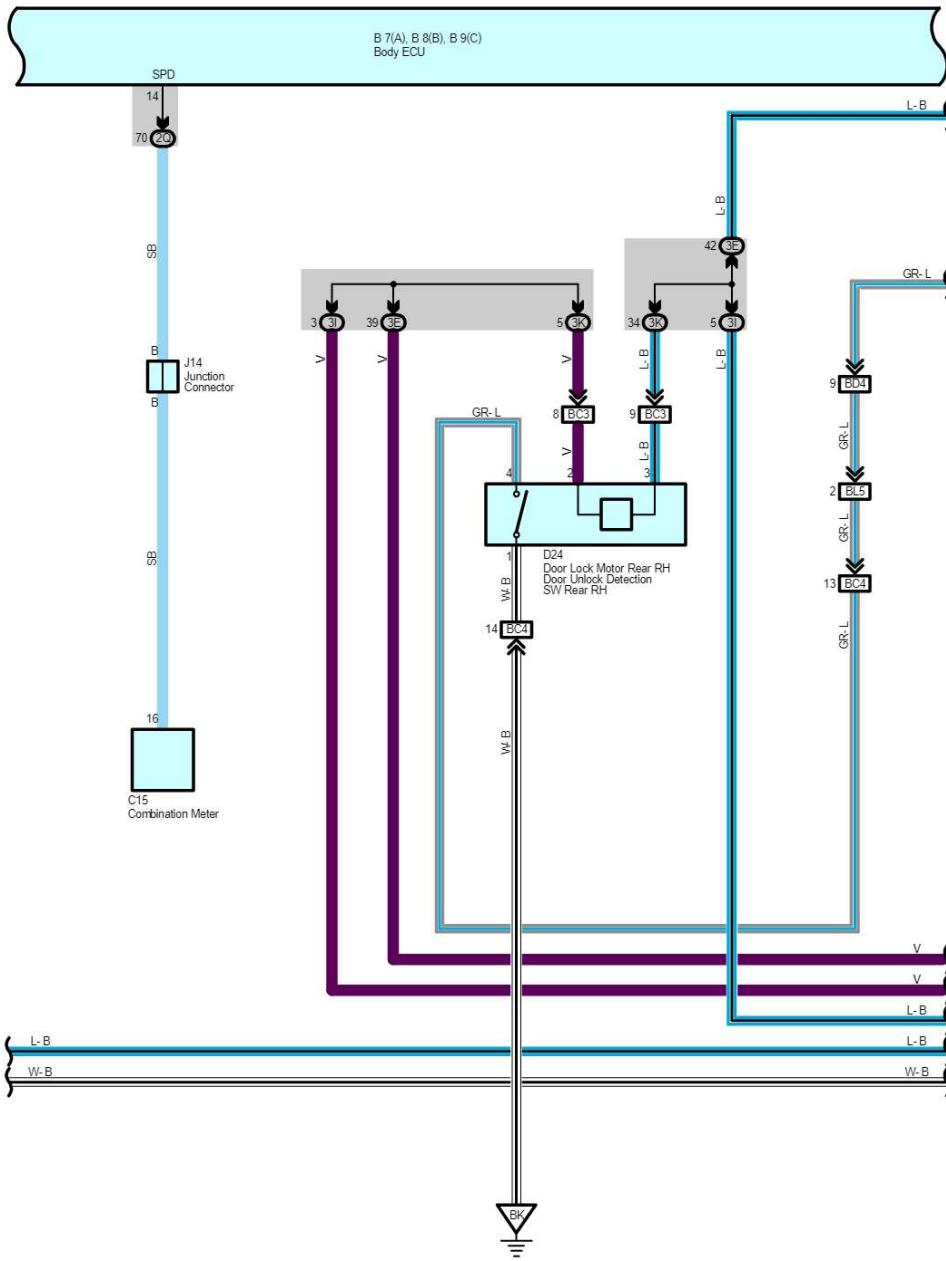 B 7(A), B 8(B), B 9(C)
Body ECU
SPD
14
70 2Q
L- B
L- B
SB
42 3E
GR- L
3 3I
39 3E
5 3K
34 3K
5 3I
V
V
V
L- B
L- B
B
J14
Junction
Connector
B
9 BD4
GR- L
8 BC3
9 BC3
GR- L
V
L- B
4
2
3
2 BL5
GR- L
1
D24
Door Lock Motor Rear RH
Door Unlock Detection
SW Rear RH
SB
W- B
13 BC4
14 BC4
GR- L
16
W- B
C15
Combination Meter
V
V
L- B
L- B
L- B
W- B
W- B
BK